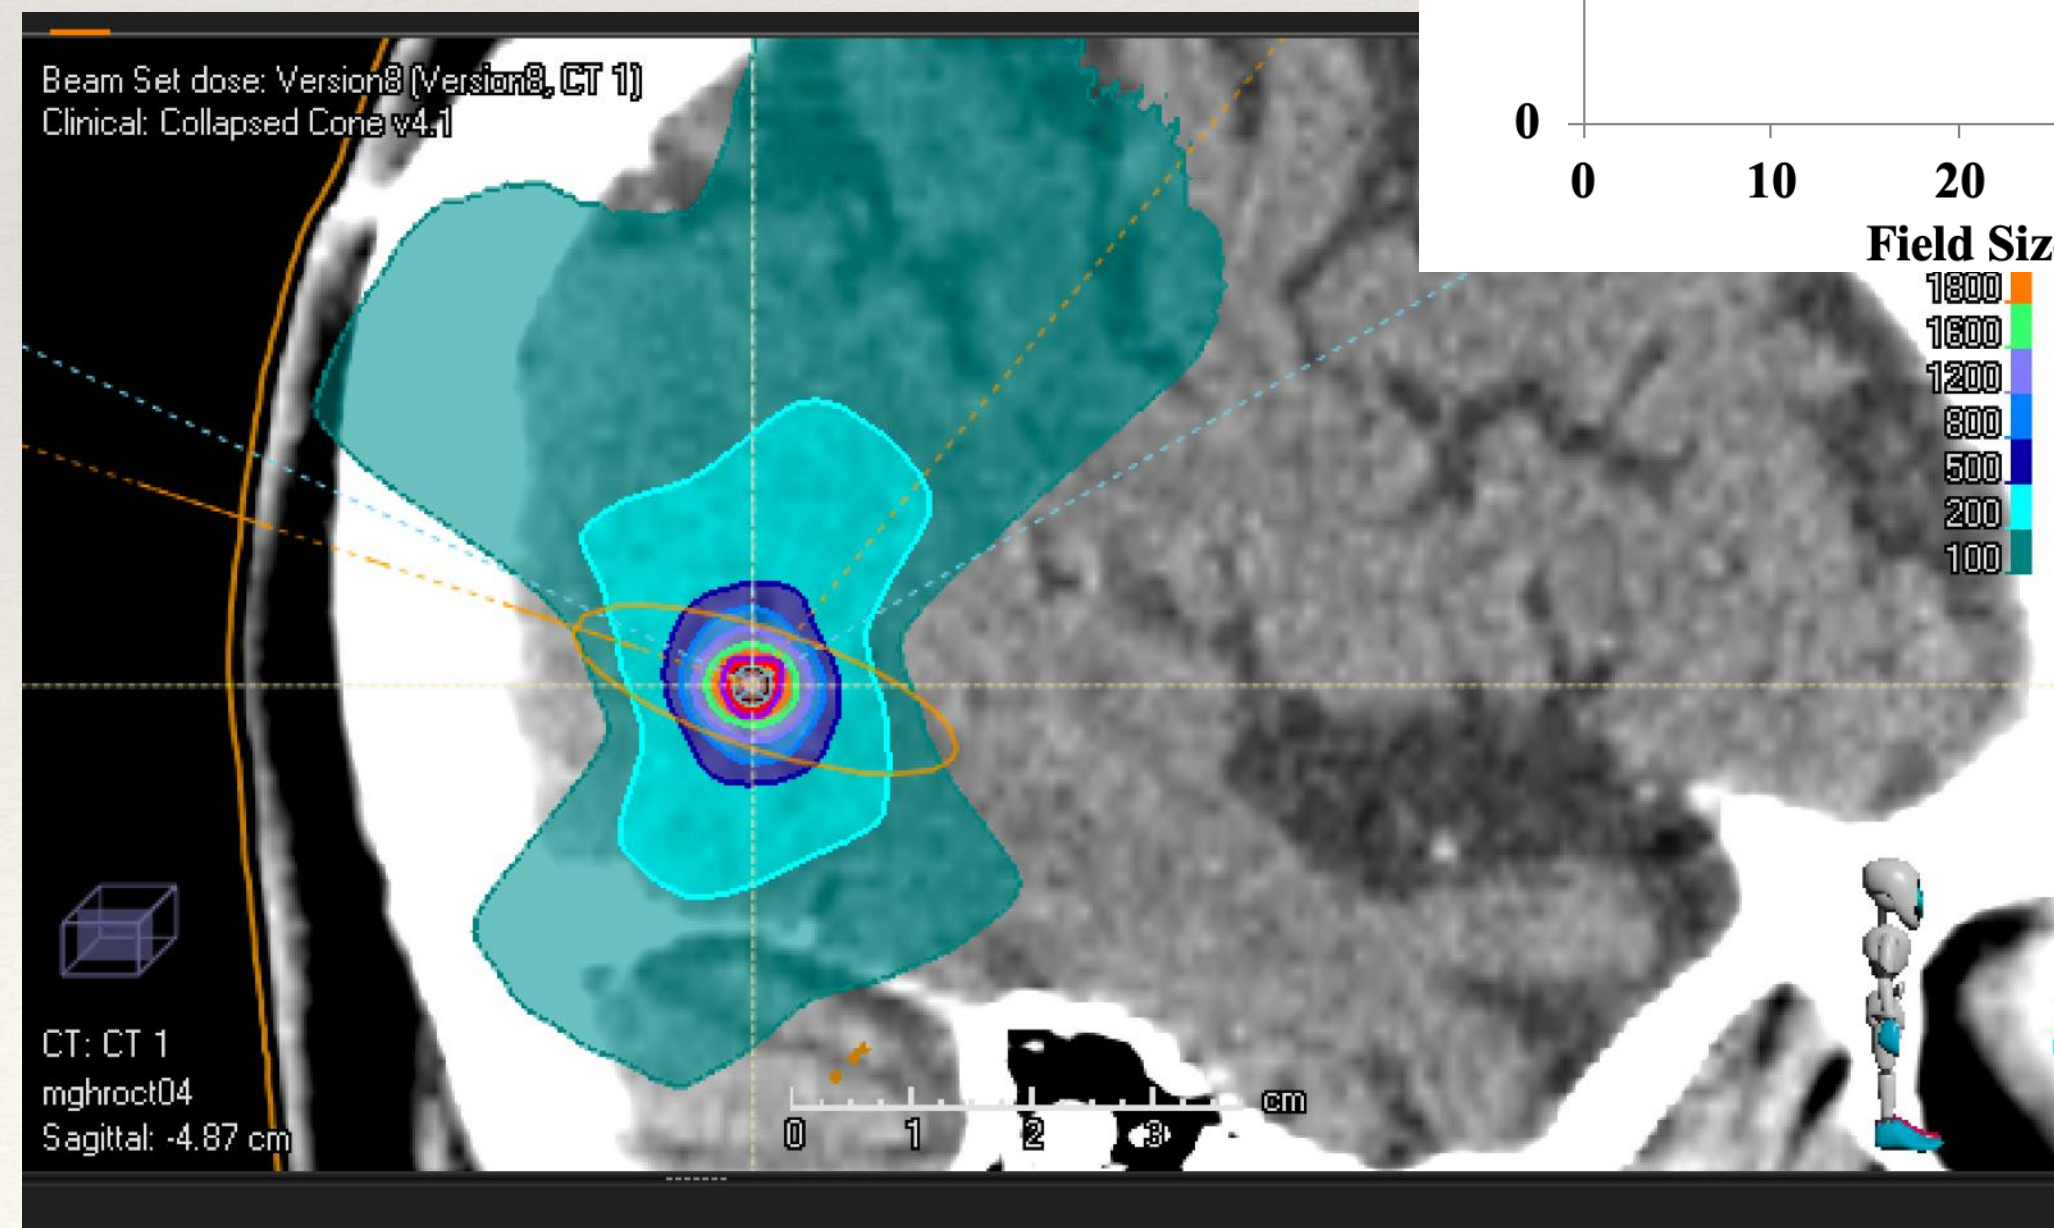 Beam Set dose: Version8 (Version8, CT 1)
Clinical: Collapsed Cone v4.1
0
0 10 20
Field Siz
1800
1600
1200
800
500
200
100
CT: CT 1
mghroct04
Sagittal: -4.87 cm
cm
0 1 2 3